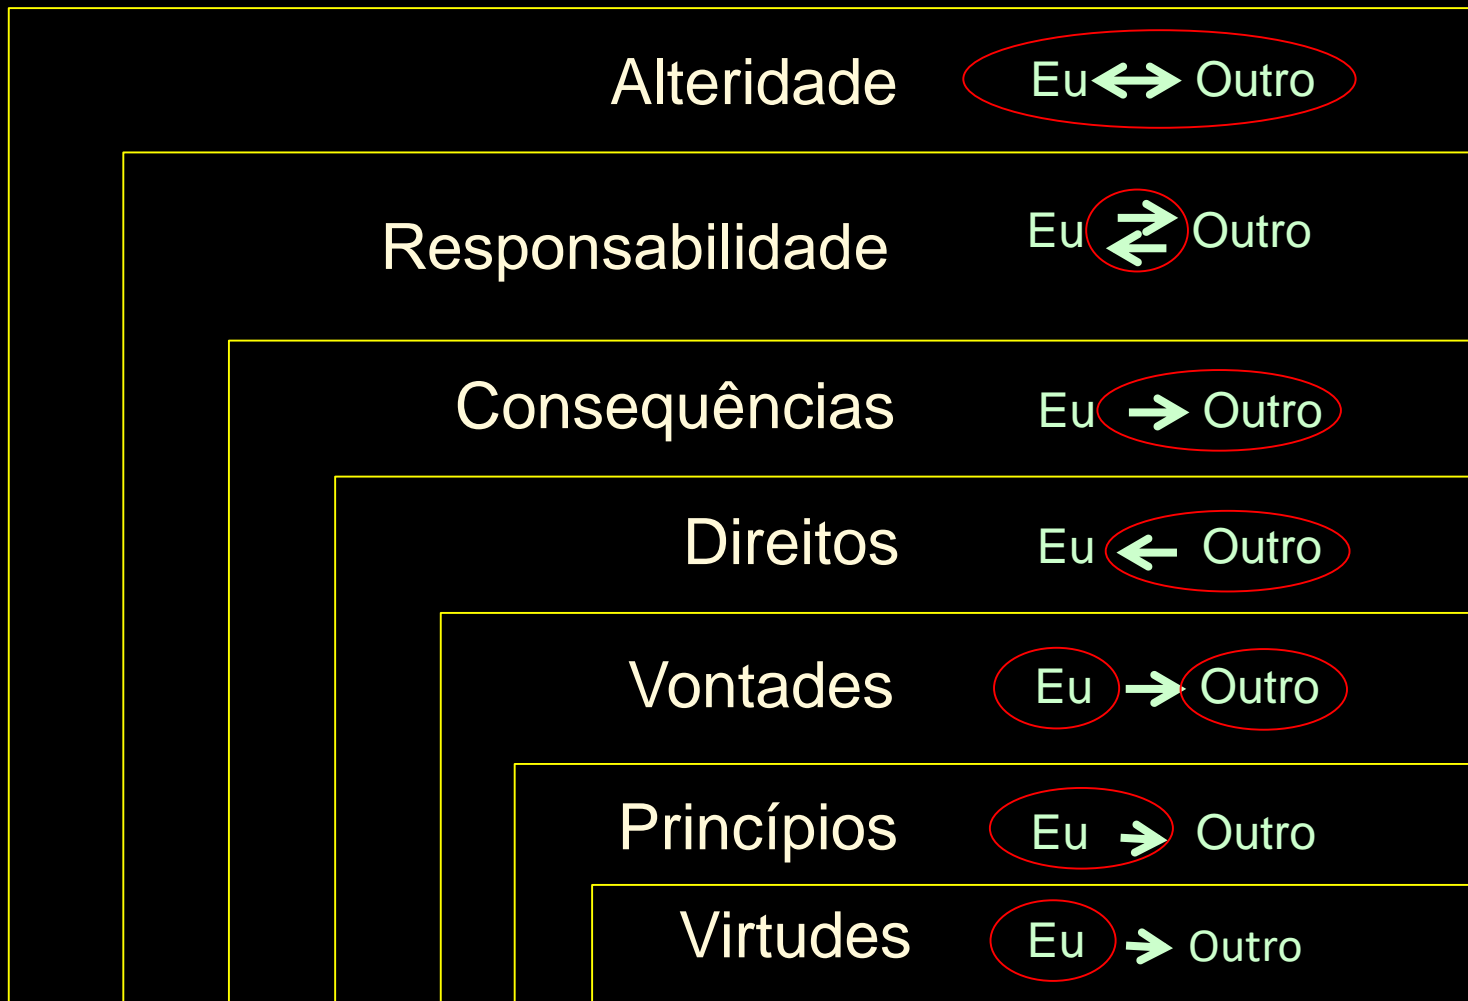 Alteridade Eu Outro
Responsabilidade Eu Outro
Consequências Eu Outro
Direitos Eu Outro
Vontades Eu Outro
Princípios Eu Outro
Virtudes Eu Outro